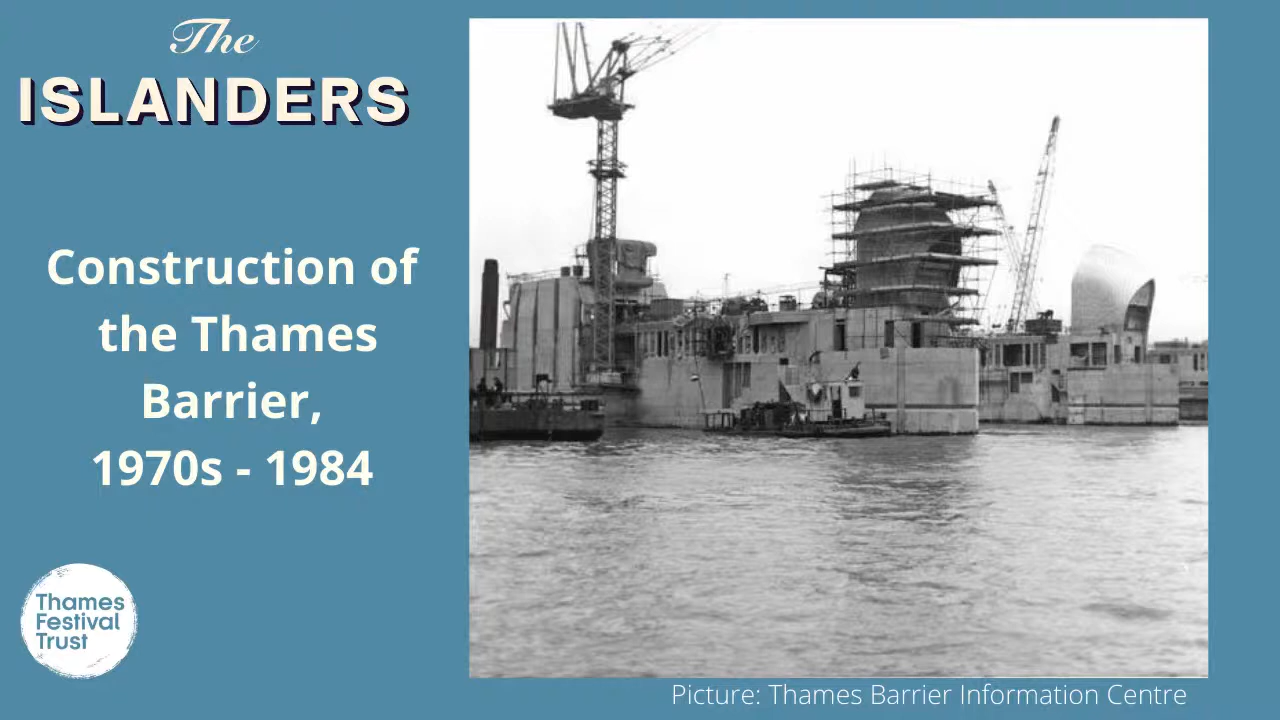 The
ISLANDERS
Construction of
the Thames
Barrier,
1970s - 1984
Thames
Festival
Trust
Picture: Thames Barrier Information Centre